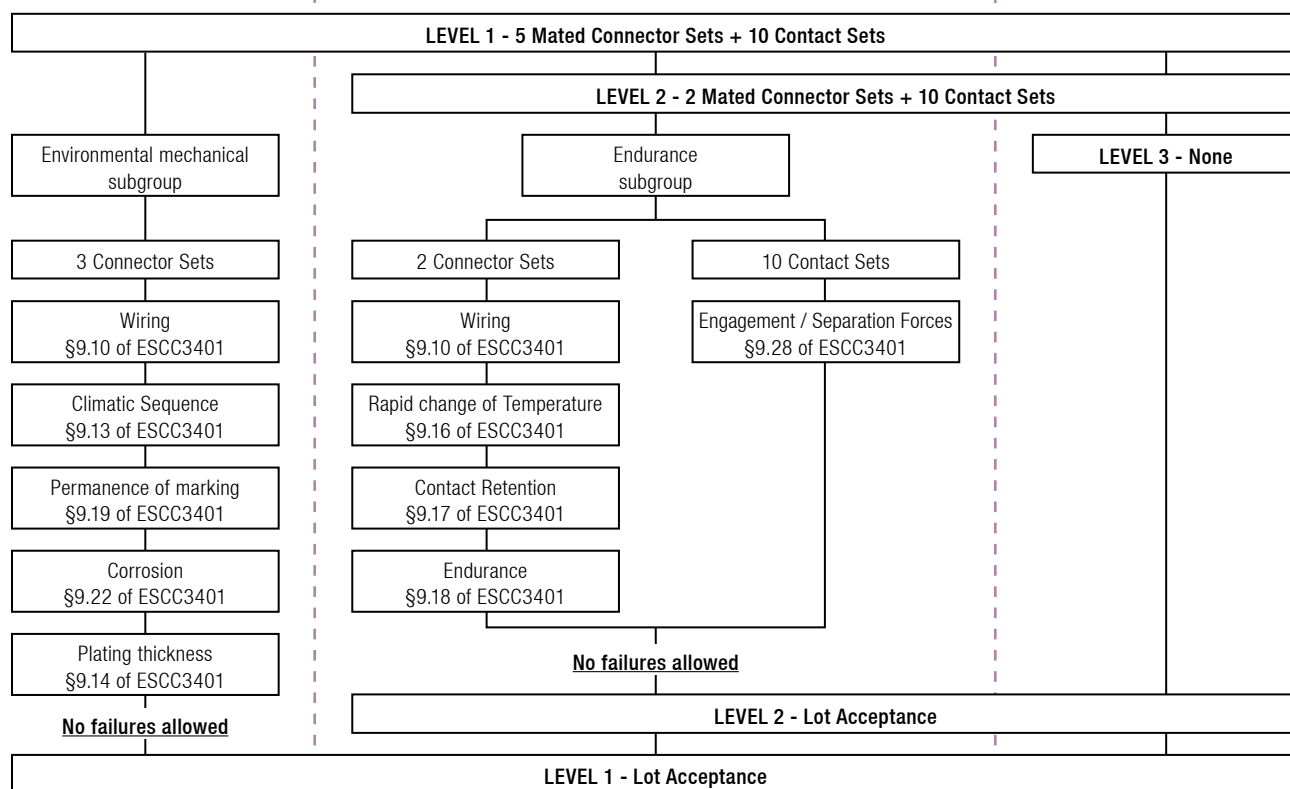 LEVEL 1 - 5 Mated Connector Sets + 10 Contact Sets
LEVEL 2 - 2 Mated Connector Sets + 10 Contact Sets
Environmental mechanical
subgroup
Endurance
subgroup
LEVEL 3 - None
3 Connector Sets
2 Connector Sets
10 Contact Sets
Wiring
§9.10 of ESCC3401
Wiring
§9.10 of ESCC3401
Engagement / Separation Forces
§9.28 of ESCC3401
Climatic Sequence
§9.13 of ESCC3401
Rapid change of Temperature
§9.16 of ESCC3401
Permanence of marking
§9.19 of ESCC3401
Contact Retention
§9.17 of ESCC3401
Corrosion
§9.22 of ESCC3401
Endurance
§9.18 of ESCC3401
Plating thickness
§9.14 of ESCC3401
No failures allowed
No failures allowed
LEVEL 2 - Lot Acceptance
LEVEL 1 - Lot Acceptance